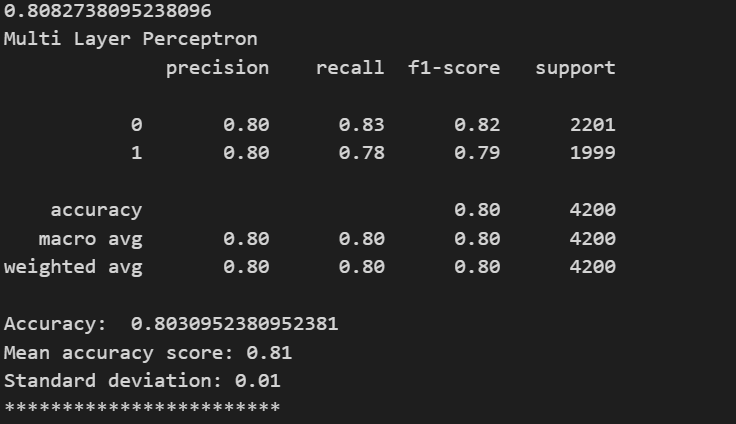 0.8082738095238096
Multi Layer Perceptron
precision recall f1-score support
0 0.80 0.83 0.82 2201
1 0.80 0.78 0.79 1999
accuracy 0.80 4200
macro avg 0.80 0.80 0.80 4200
weighted avg 0.80 0.80 0.80 4200
Accuracy: 0.8030952380952381
Mean accuracy score: 0.81
Standard deviation: 0.01
************************